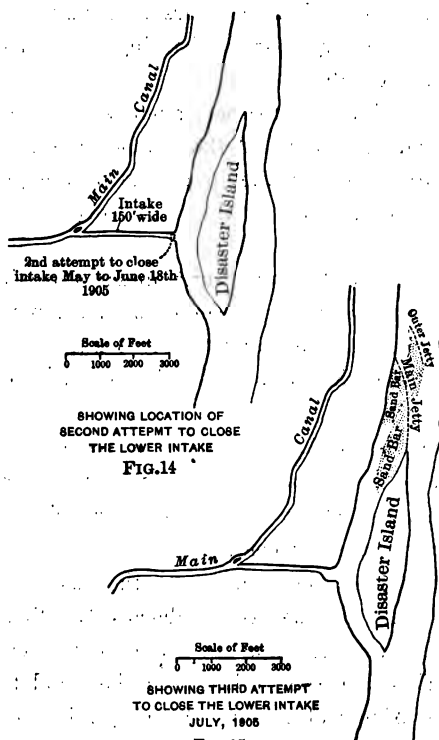 Main Canal
Intake
150' wide
2nd attempt to close
intake May to June 18th
1905
Disaster Island
Scale of Feet
0 1000 2000 3000
SHOWING LOCATION OF
SECOND ATTEPMT TO CLOSE
THE LOWER INTAKE
FIG.14
Outer Jetty
Main Jetty
Sand Bar
Sand Bar
Main Canal
Disaster Island
Scale of Feet
0 1000 2000 3000
SHOWING THIRD ATTEMPT
TO CLOSE THE LOWER INTAKE
JULY, 1905